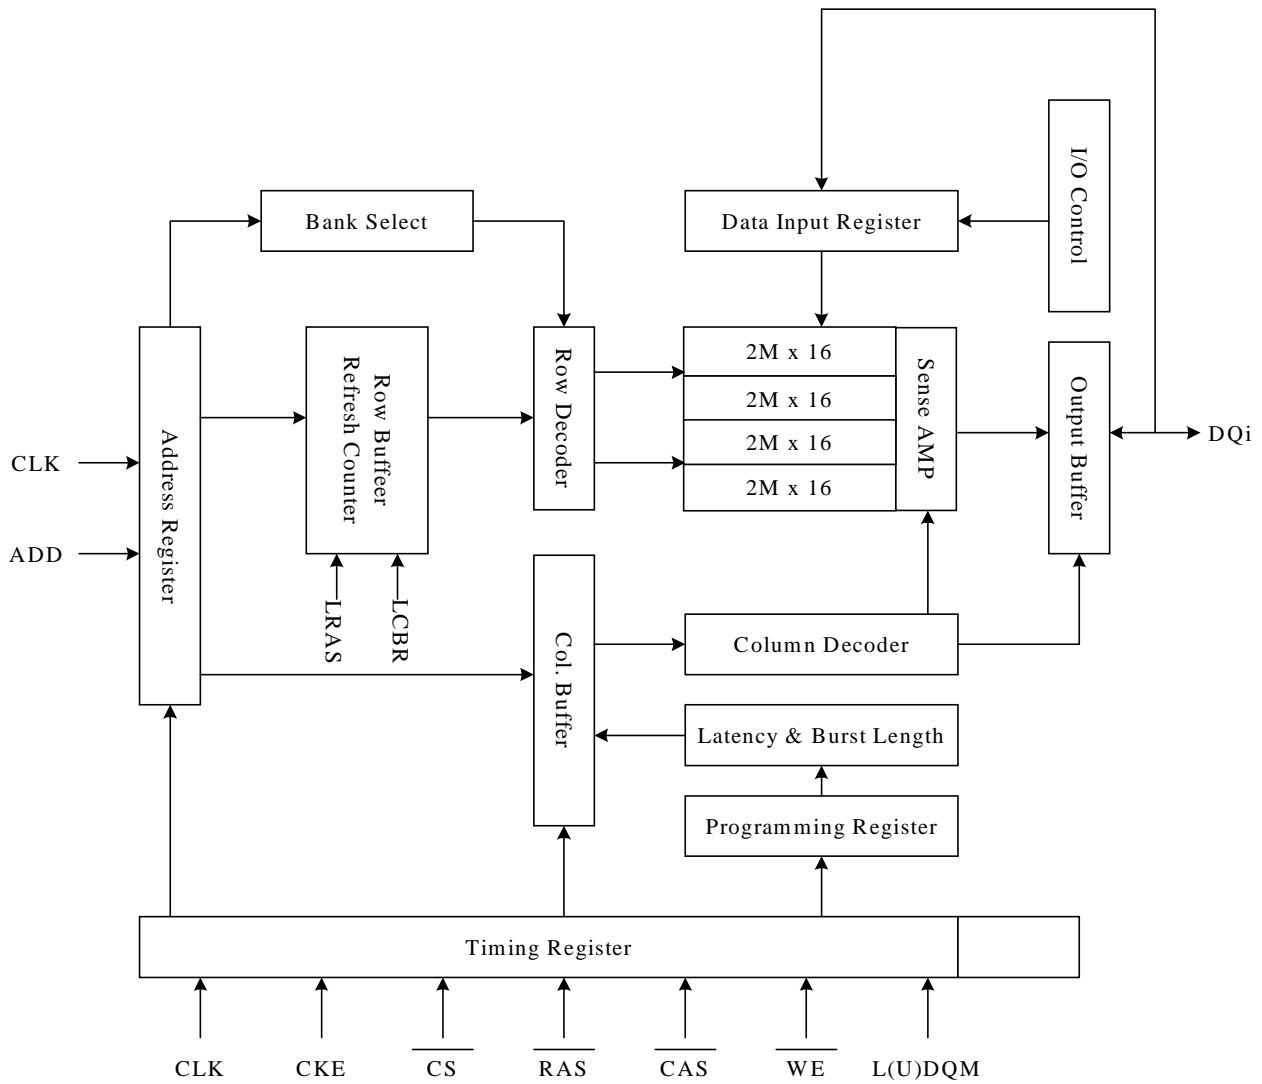 I/O Control
Bank Select
Data Input Register
Address Register
Row Buffeer
Refresh Counter
Row Decoder
2M x 16
2M x 16
2M x 16
2M x 16
Sense AMP
Output Buffer
DQi
CLK
ADD
LRAS
LCBR
Col. Buffer
Column Decoder
Latency & Burst Length
Programming Register
Timing Register
CLK
CKE
CS
RAS
CAS
WE
L(U)DQM